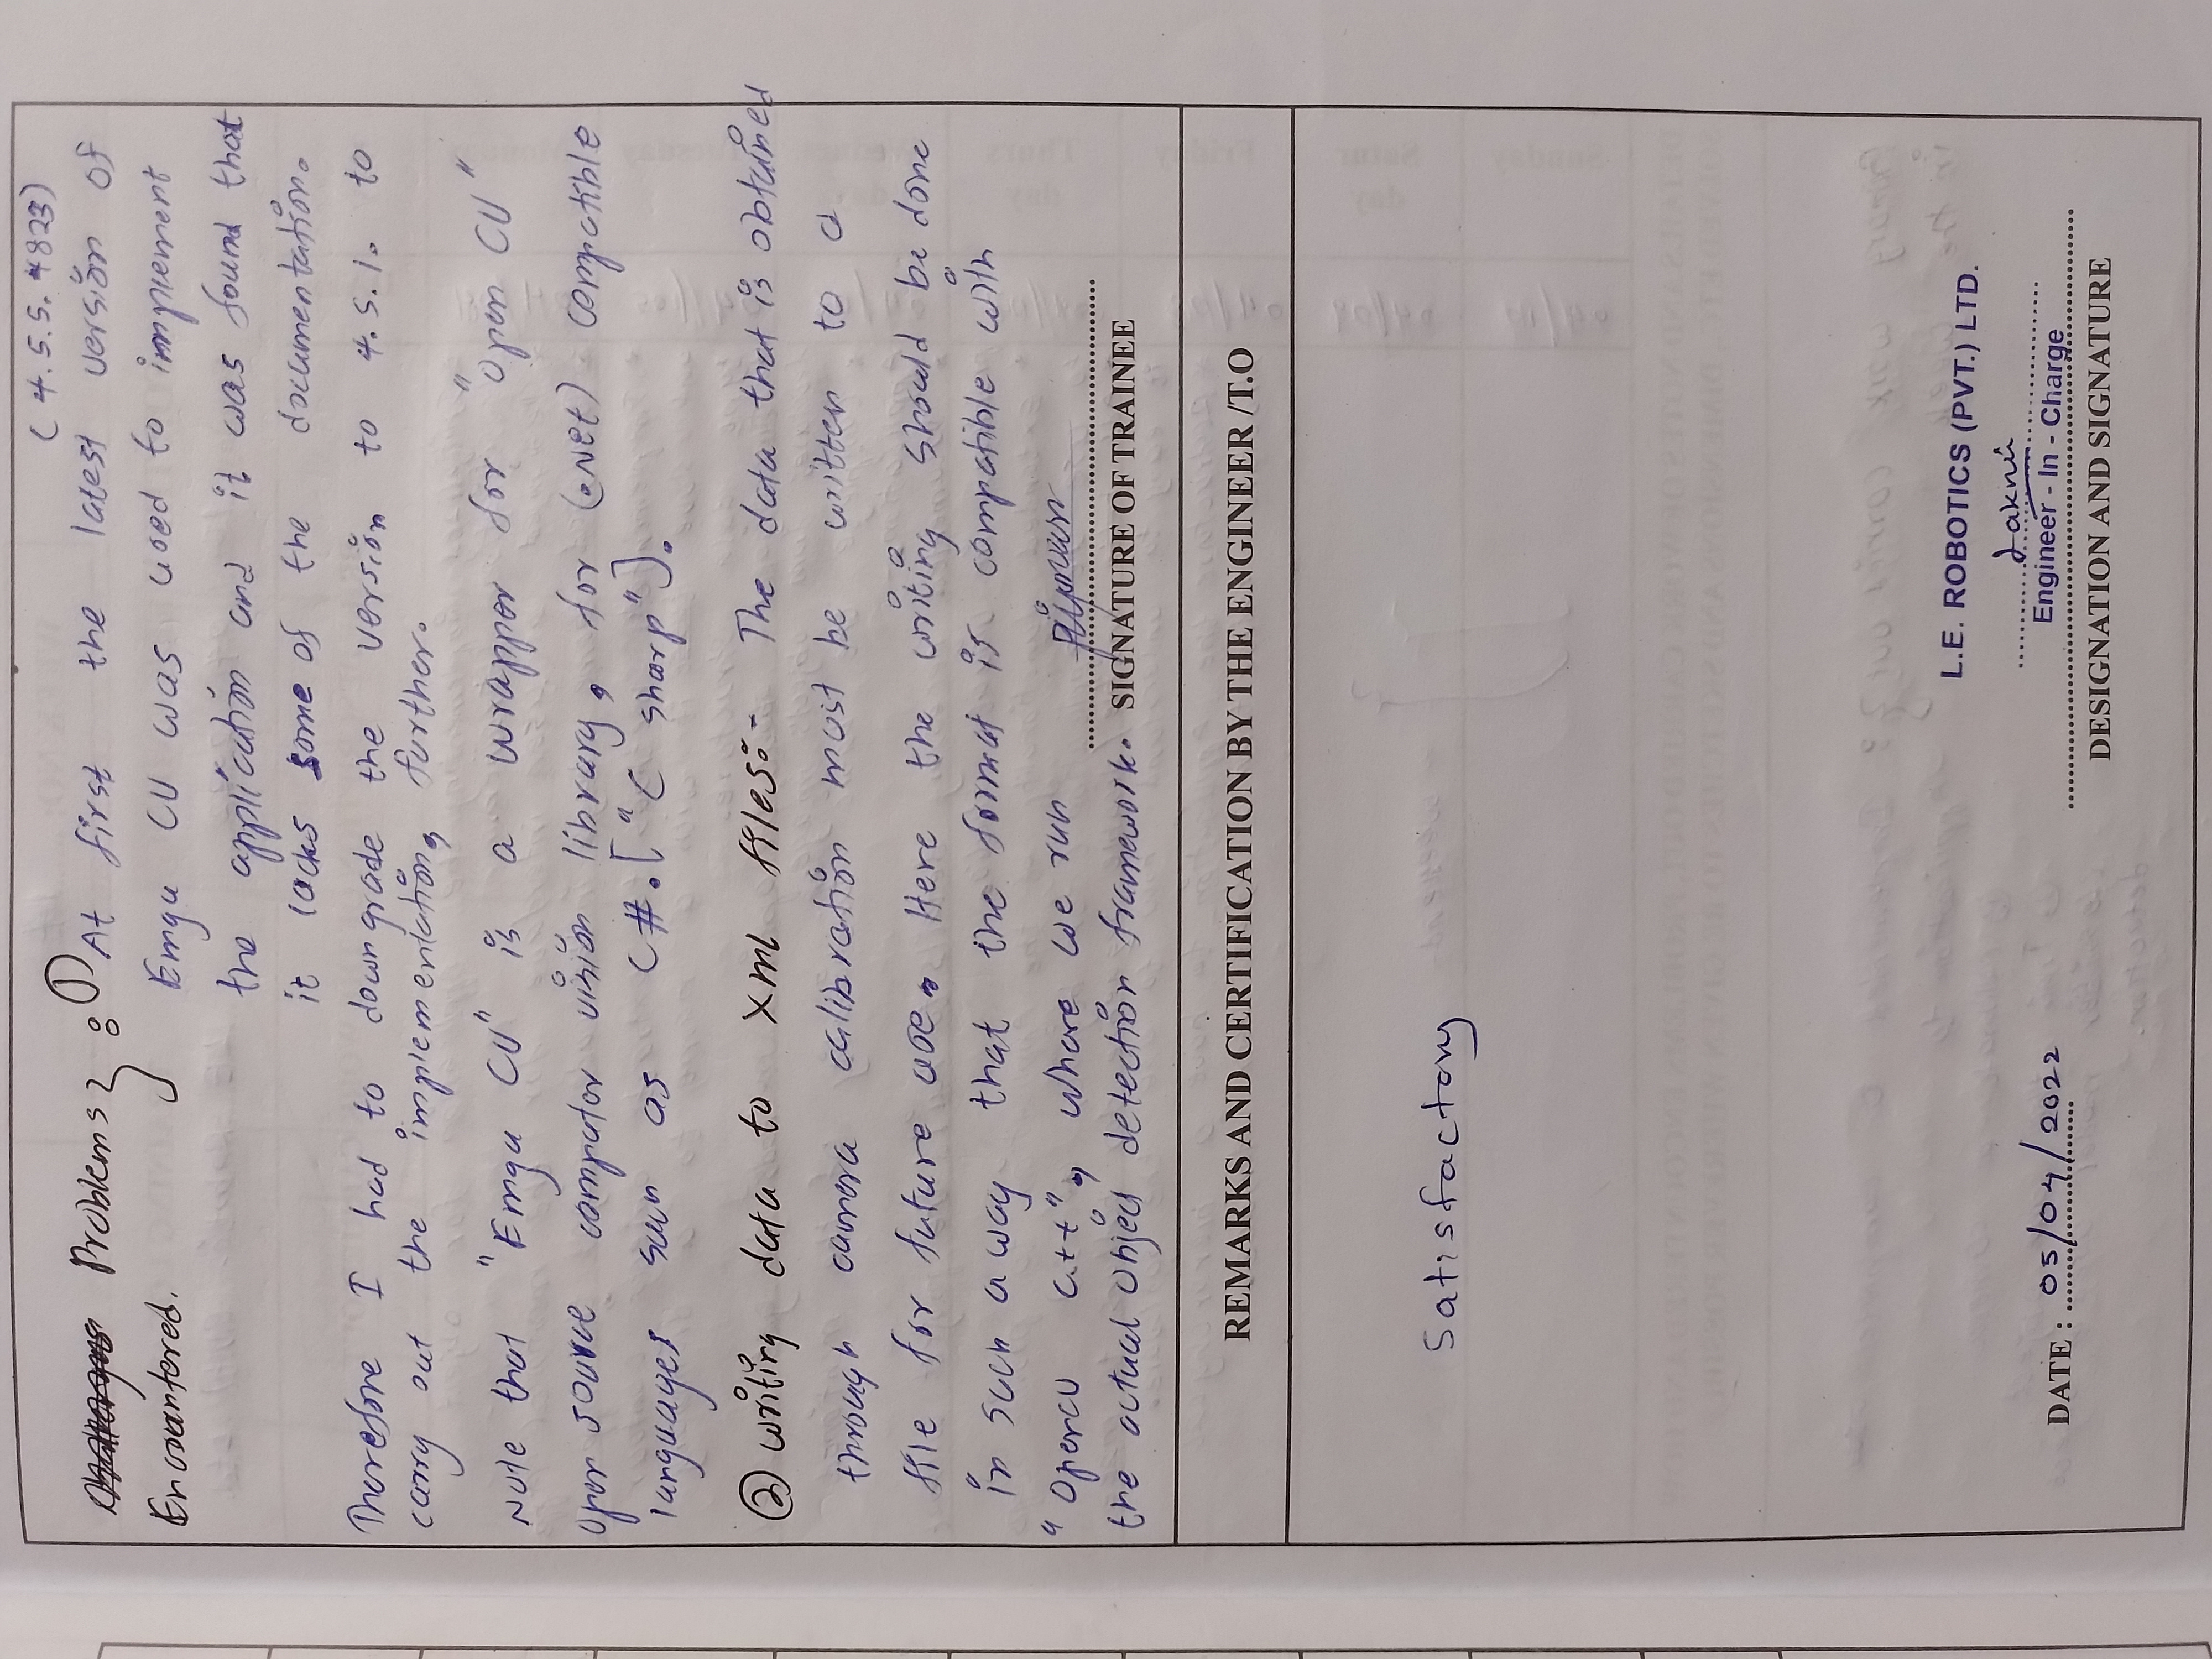 (4.5.5.4823)
Problems } : ① At first the latest version of
Encountered. Emgu CV was used to implement
the application and it was found that
it lacks some of the documentation.
Therefore I had to downgrade the version to 4.5.1. to
carry out the implementation, further.
Note that "Emgu CV" is a wrapper for "Open CV"
open source computer vision library, for (.Net) compatible
languages such as C#.["C sharp"].
② writing data to Xml files:- The data that is obtained
through camera calibration must be written to a
file for future use. Here the writing should be done
in such a way that the format is compatible with
"Opencv C++", where we run
the actual object detection framework. SIGNATURE OF TRAINEE
REMARKS AND CERTIFICATION BY THE ENGINEER /T.O
Satisfactory
L.E. ROBOTICS (PVT.) LTD.
Engineer - In - Charge
DATE : 05/04/2022
DESIGNATION AND SIGNATURE